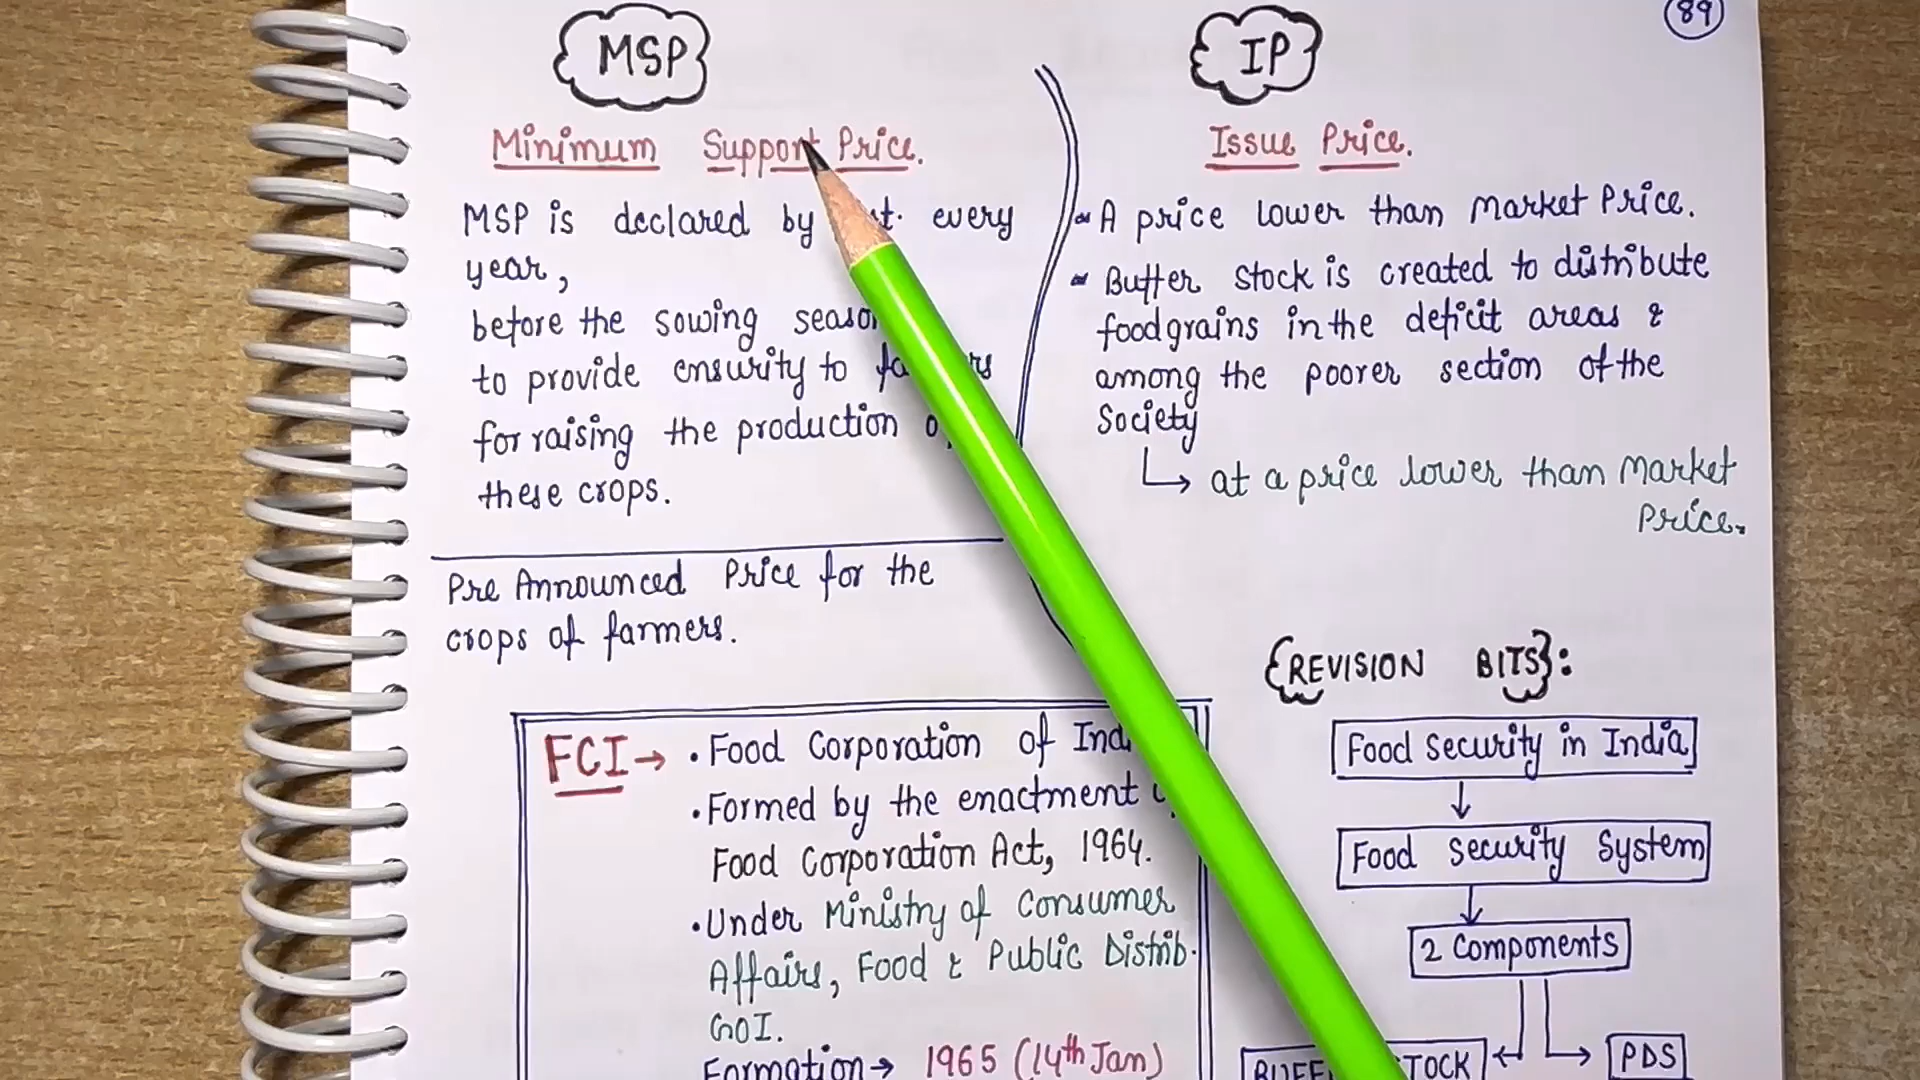 89
MSP
Minimum Support Price.
MSP is declared by every
year,
before the sowing season
to provide ensurity to
for raising the production
these crops.
Pre Announced Price for the
crops of farmers.
IP
Issue Price.
- A price lower than Market Price.
- Buffer stock is created to distribute
foodgrains in the deficit areas &
among the poorer section of the
Society
↳ at a price lower than Market
Price.
FCI → • Food Corporation of
• Formed by the enactment
Food Corporation Act, 1964.
• Under Ministry of Consumer
Affairs, Food & Public Distrib.
GOI.
Formation → 1965 (14th Jan)
{REVISION BITS}:
Food Security in India
↓
Food Security System
↓
2 Components
← → PDS